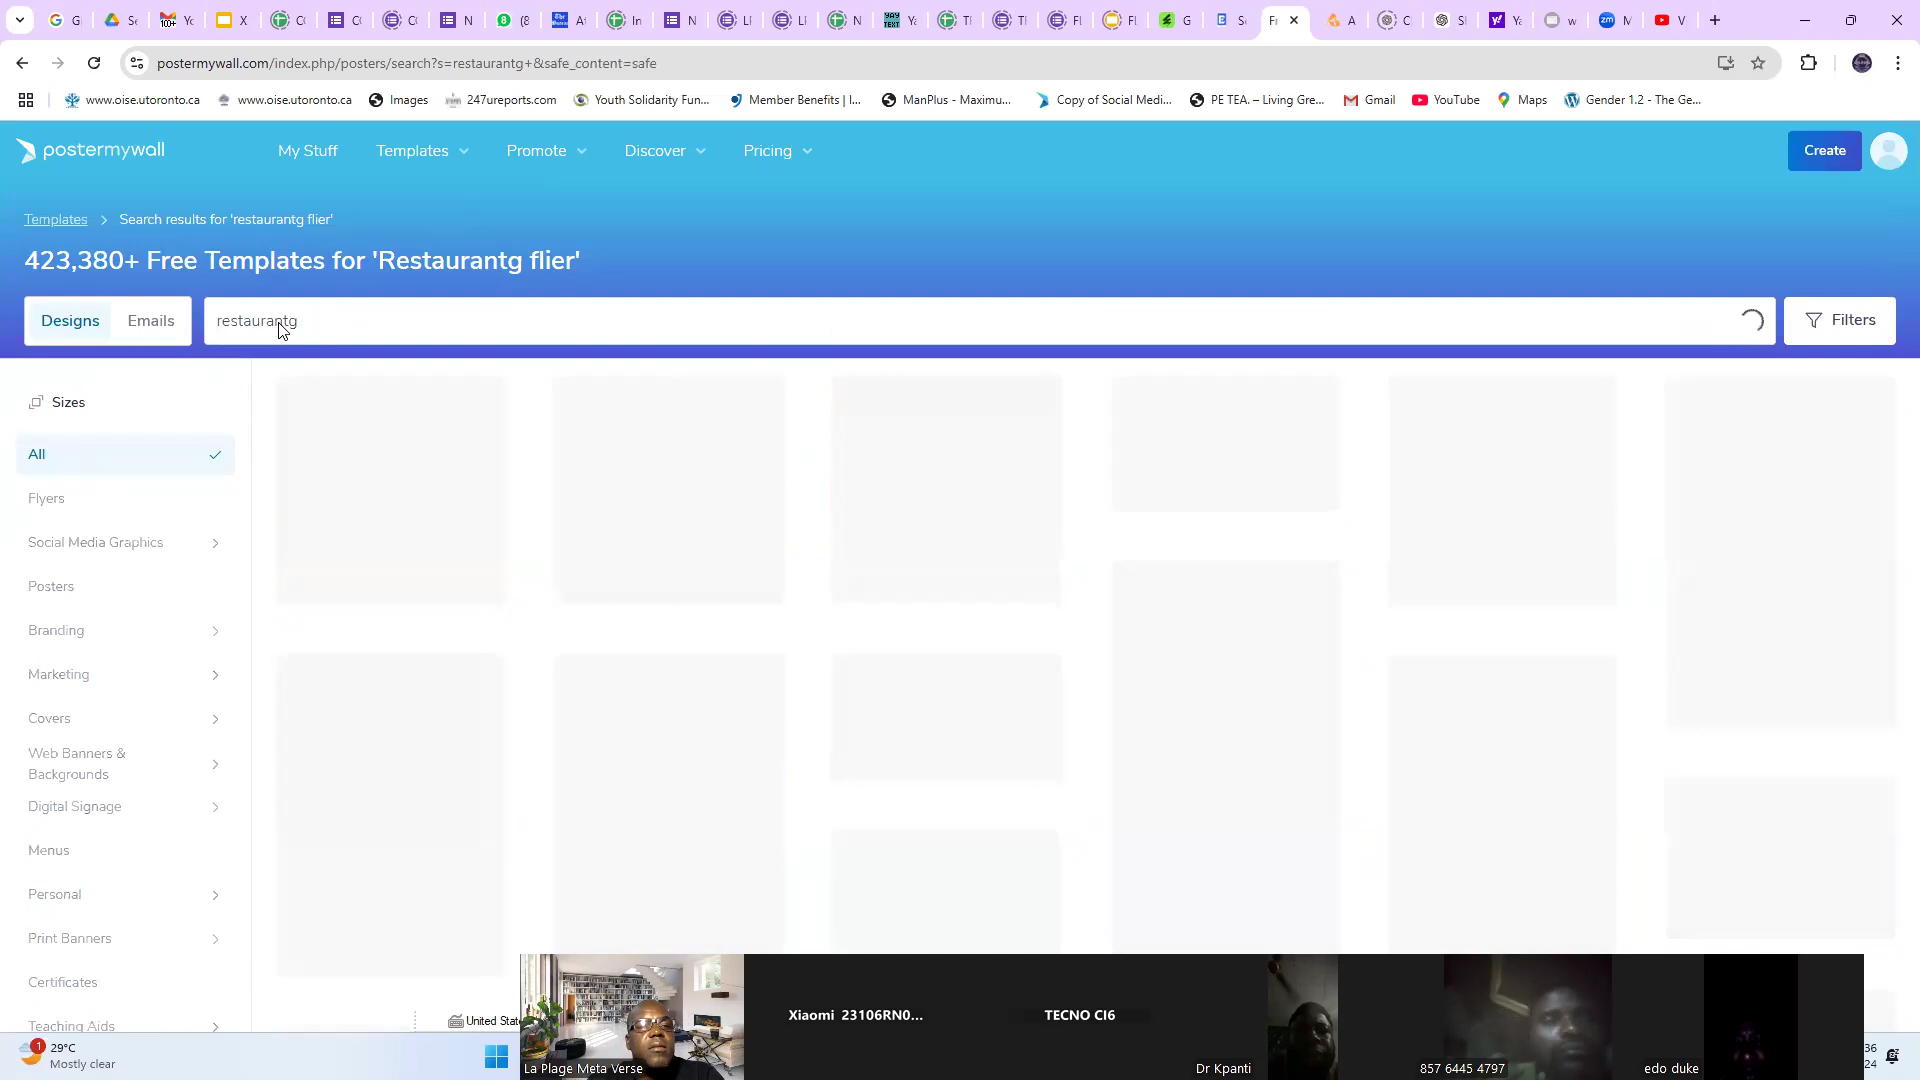 postermywall.com/index.php/posters/search?s=restaurantg+&safe_content=safe
www.oise.utoronto.ca
www.oise.utoronto.ca
Images
247ureports.com
Youth Solidarity Fun...
Member Benefits | I...
ManPlus - Maximu...
Copy of Social Medi...
PE TEA. – Living Gre...
Gmail
YouTube
Maps
Gender 1.2 - The Ge...
postermywall
My Stuff
Templates
Promote
Discover
Pricing
Create
Templates > Search results for 'restaurantg flier'
423,380+ Free Templates for 'Restaurantg flier'
Designs
Emails
restaurantg
Filters
Sizes
All
Flyers
Social Media Graphics
Posters
Branding
Marketing
Covers
Web Banners &
Backgrounds
Digital Signage
Menus
Personal
Print Banners
Certificates
Teaching Aids
United State
La Plage Meta Verse
Xiaomi 23106RN0...
TECNO CI6
Dr Kpanti
857 6445 4797
edo duke
1
29°C
Mostly clear
36
24